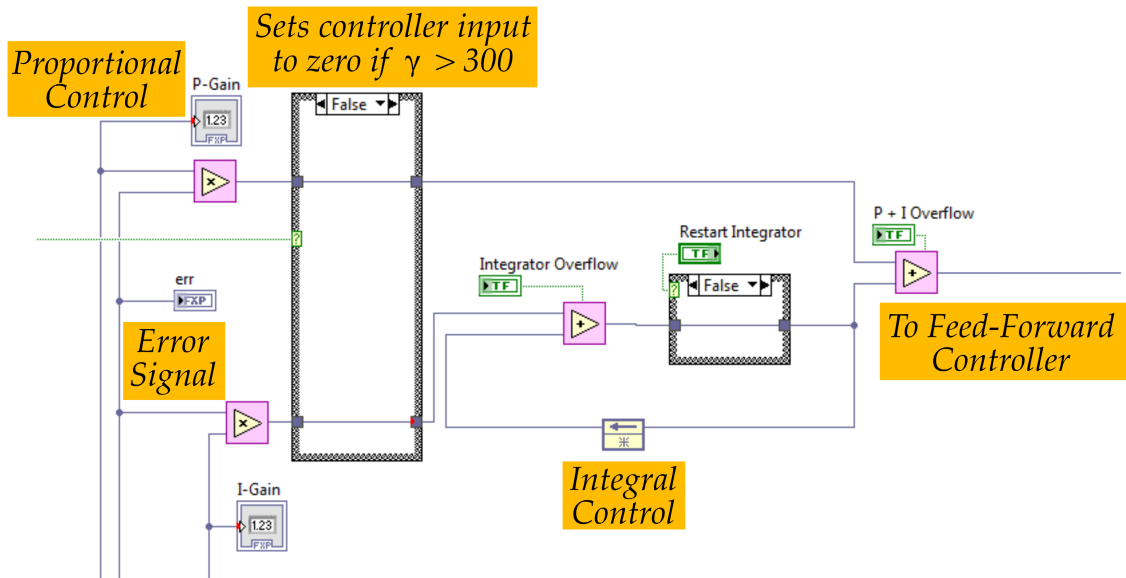 Sets controller input
to zero if γ > 300
Proportional
Control
P-Gain
1.23
FXP
False
×
?
err
FXP
Error
Signal
×
I-Gain
1.23
FXP
Integrator Overflow
TF
+
Restart Integrator
TF
?
False
P + I Overflow
TF
+
To Feed-Forward
Controller
Integral
Control